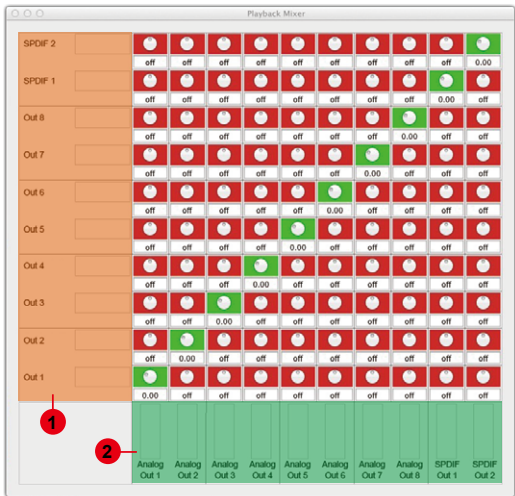 Playback Mixer
SPDIF 2
off off off off off off off off off 0.00
SPDIF 1
off off off off off off off off 0.00 off
Out 8
off off off off off off off 0.00 off off
Out 7
off off off off off off 0.00 off off off
Out 6
off off off off off 0.00 off off off off
Out 5
off off off off 0.00 off off off off off
Out 4
off off off 0.00 off off off off off off
Out 3
off off 0.00 off off off off off off off
Out 2
off 0.00 off off off off off off off off
Out 1
0.00 off off off off off off off off off
1
2
Analog Analog Analog Analog Analog Analog Analog Analog SPDIF SPDIF
Out 1 Out 2 Out 3 Out 4 Out 5 Out 6 Out 7 Out 8 Out 1 Out 2